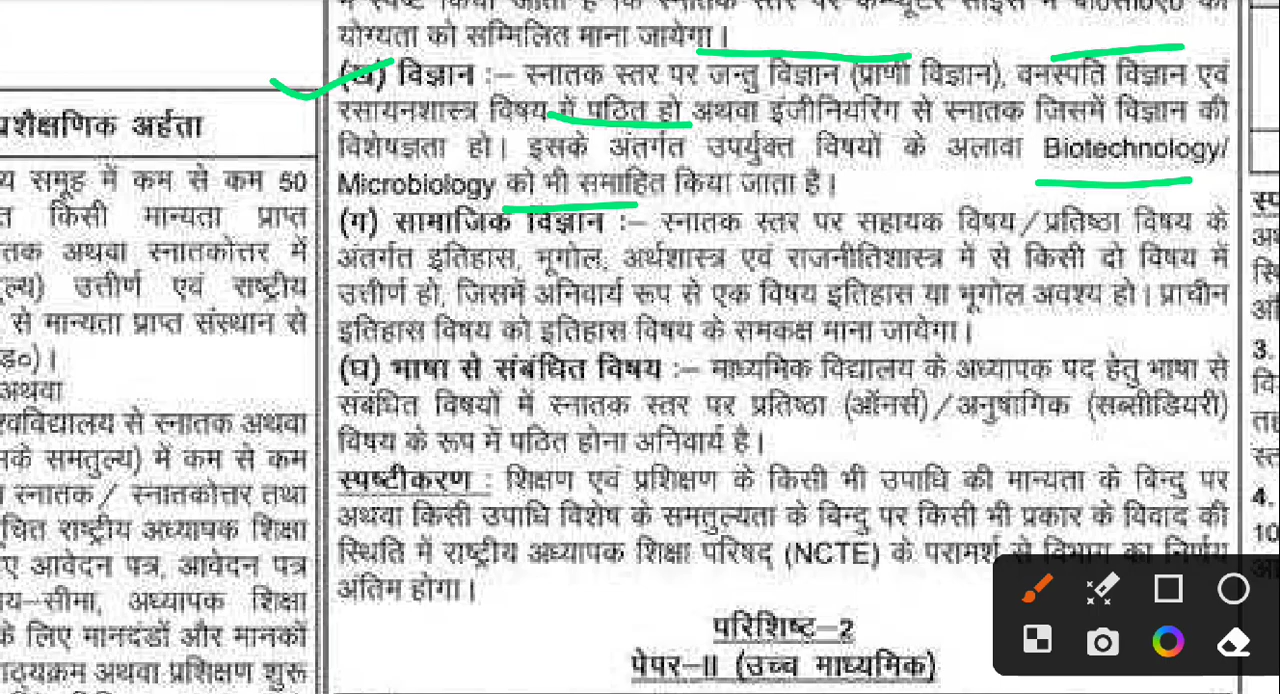 योग्यता को सम्मिलित माना जायेगा।
(ख) विज्ञान :– स्नातक स्तर पर जन्तु विज्ञान (प्राणी विज्ञान), वनस्पति विज्ञान एवं
रसायनशास्त्र विषय में पठित हो अथवा इंजीनियरिंग से स्नातक जिसमें विज्ञान की
विशेषज्ञता हो। इसके अंतर्गत उपर्युक्त विषयों के अलावा Biotechnology/
Microbiology को भी समाहित किया जाता है।
(ग) सामाजिक विज्ञान :– स्नातक स्तर पर सहायक विषय/प्रतिष्ठा विषय के
अंतर्गत इतिहास, भूगोल, अर्थशास्त्र एवं राजनीतिशास्त्र में से किसी दो विषय में
उत्तीर्ण हो, जिसमें अनिवार्य रूप से एक विषय इतिहास या भूगोल अवश्य हो। प्राचीन
इतिहास विषय को इतिहास विषय के समकक्ष माना जायेगा।
(घ) भाषा से संबंधित विषय :– माध्यमिक विद्यालय के अध्यापक पद हेतु भाषा से
संबंधित विषयों में स्नातक स्तर पर प्रतिष्ठा (ऑनर्स)/अनुषांगिक (सब्सीडियरी)
विषय के रूप में पठित होना अनिवार्य है।
स्पष्टीकरण : शिक्षण एवं प्रशिक्षण के किसी भी उपाधि की मान्यता के बिन्दु पर
अथवा किसी उपाधि विशेष के समतुल्यता के बिन्दु पर किसी भी प्रकार के विवाद की
स्थिति में राष्ट्रीय अध्यापक शिक्षा परिषद् (NCTE) के परामर्श से विभाग का निर्णय
अंतिम होगा।
परिशिष्ट–2
पेपर–II (उच्च माध्यमिक)
प्रशैक्षणिक अर्हता
समूह में कम से कम 50
किसी मान्यता प्राप्त
अथवा स्नातकोत्तर में
उत्तीर्ण एवं राष्ट्रीय
से मान्यता प्राप्त संस्थान से
अथवा
से स्नातक अथवा
समतुल्य) में कम से कम
स्नातक/ स्नातकोत्तर तथा
राष्ट्रीय अध्यापक शिक्षा
आवेदन पत्र, आवेदन पत्र
सीमा, अध्यापक शिक्षा
के लिए मानदंडों और मानकों
अथवा प्रशिक्षण शुरू
3.
4.
10